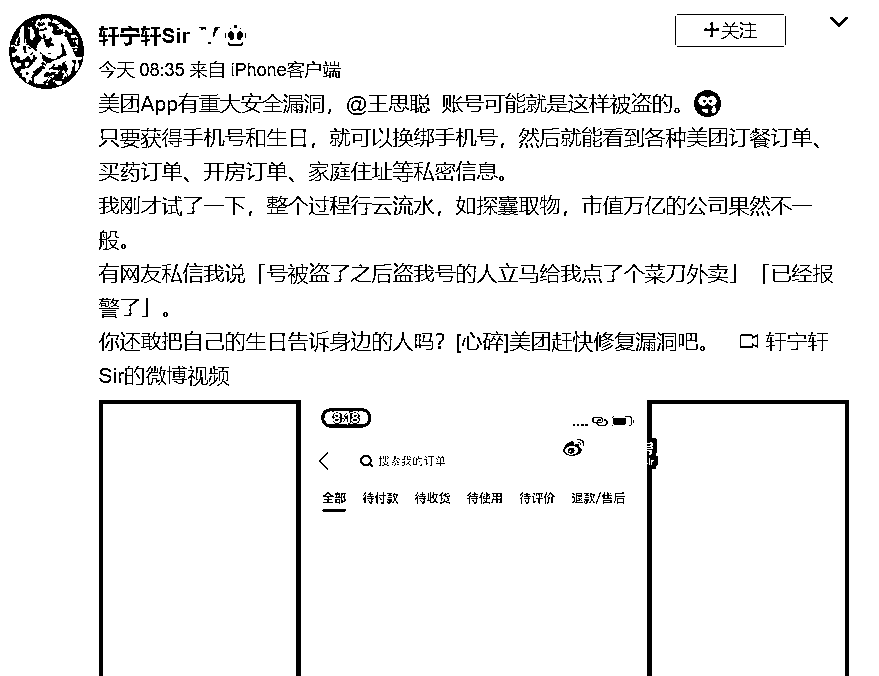 轩宁轩Sir
+关注
今天 08:35 来自 iPhone客户端
美团App有重大安全漏洞，@王思聪 账号可能就是这样被盗的。
只要获得手机号和生日，就可以换绑手机号，然后就能看到各种美团订餐订单、
买药订单、开房订单、家庭住址等私密信息。
我刚才试了一下，整个过程行云流水，如探囊取物，市值万亿的公司果然不一
般。
有网友私信我说「号被盗了之后盗我号的人立马给我点了个菜刀外卖」「已经报
警了」。
你还敢把自己的生日告诉身边的人吗？[心碎]美团赶快修复漏洞吧。 轩宁轩
Sir的微博视频
8:18
搜索我的订单
全部 待付款 待收货 待使用 待评价 退款/售后